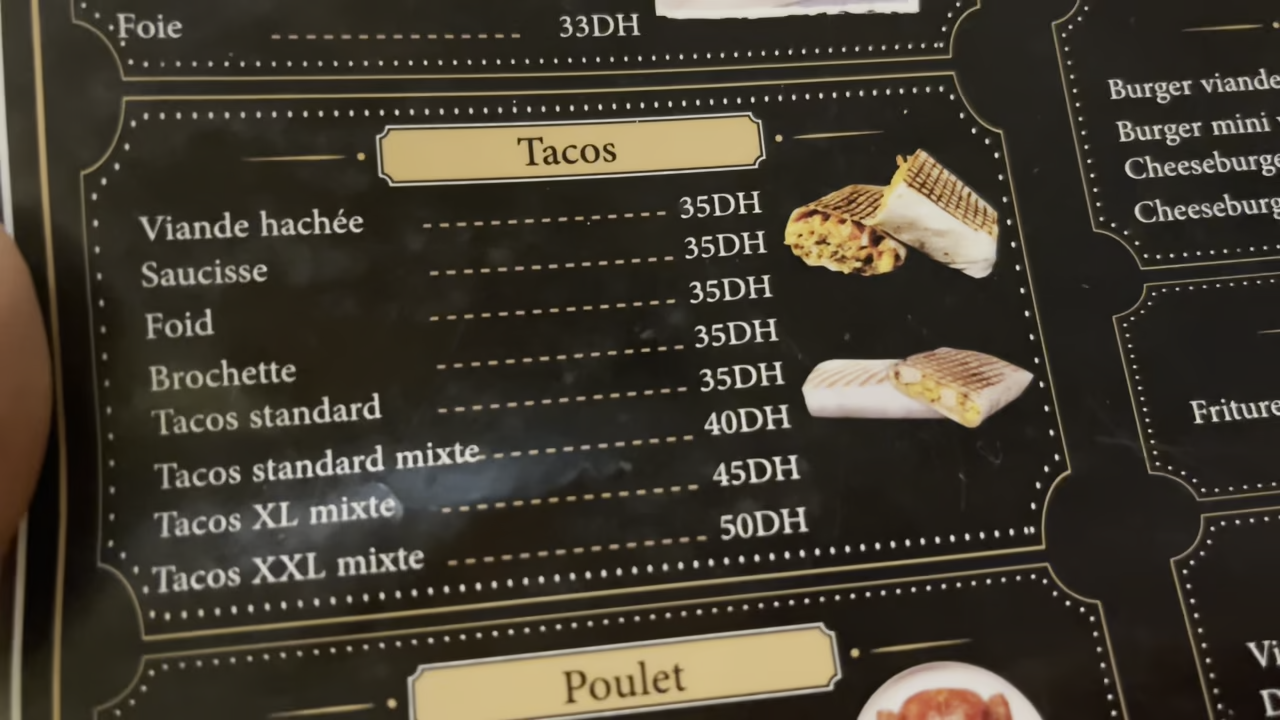 Foie 33DH
Tacos
Viande hachée 35DH
Saucisse 35DH
Foid 35DH
Brochette 35DH
Tacos standard 35DH
Tacos standard mixte 40DH
Tacos XL mixte 45DH
Tacos XXL mixte 50DH
Poulet
Burger viande
Burger mini
Cheeseburge
Cheeseburg
Friture